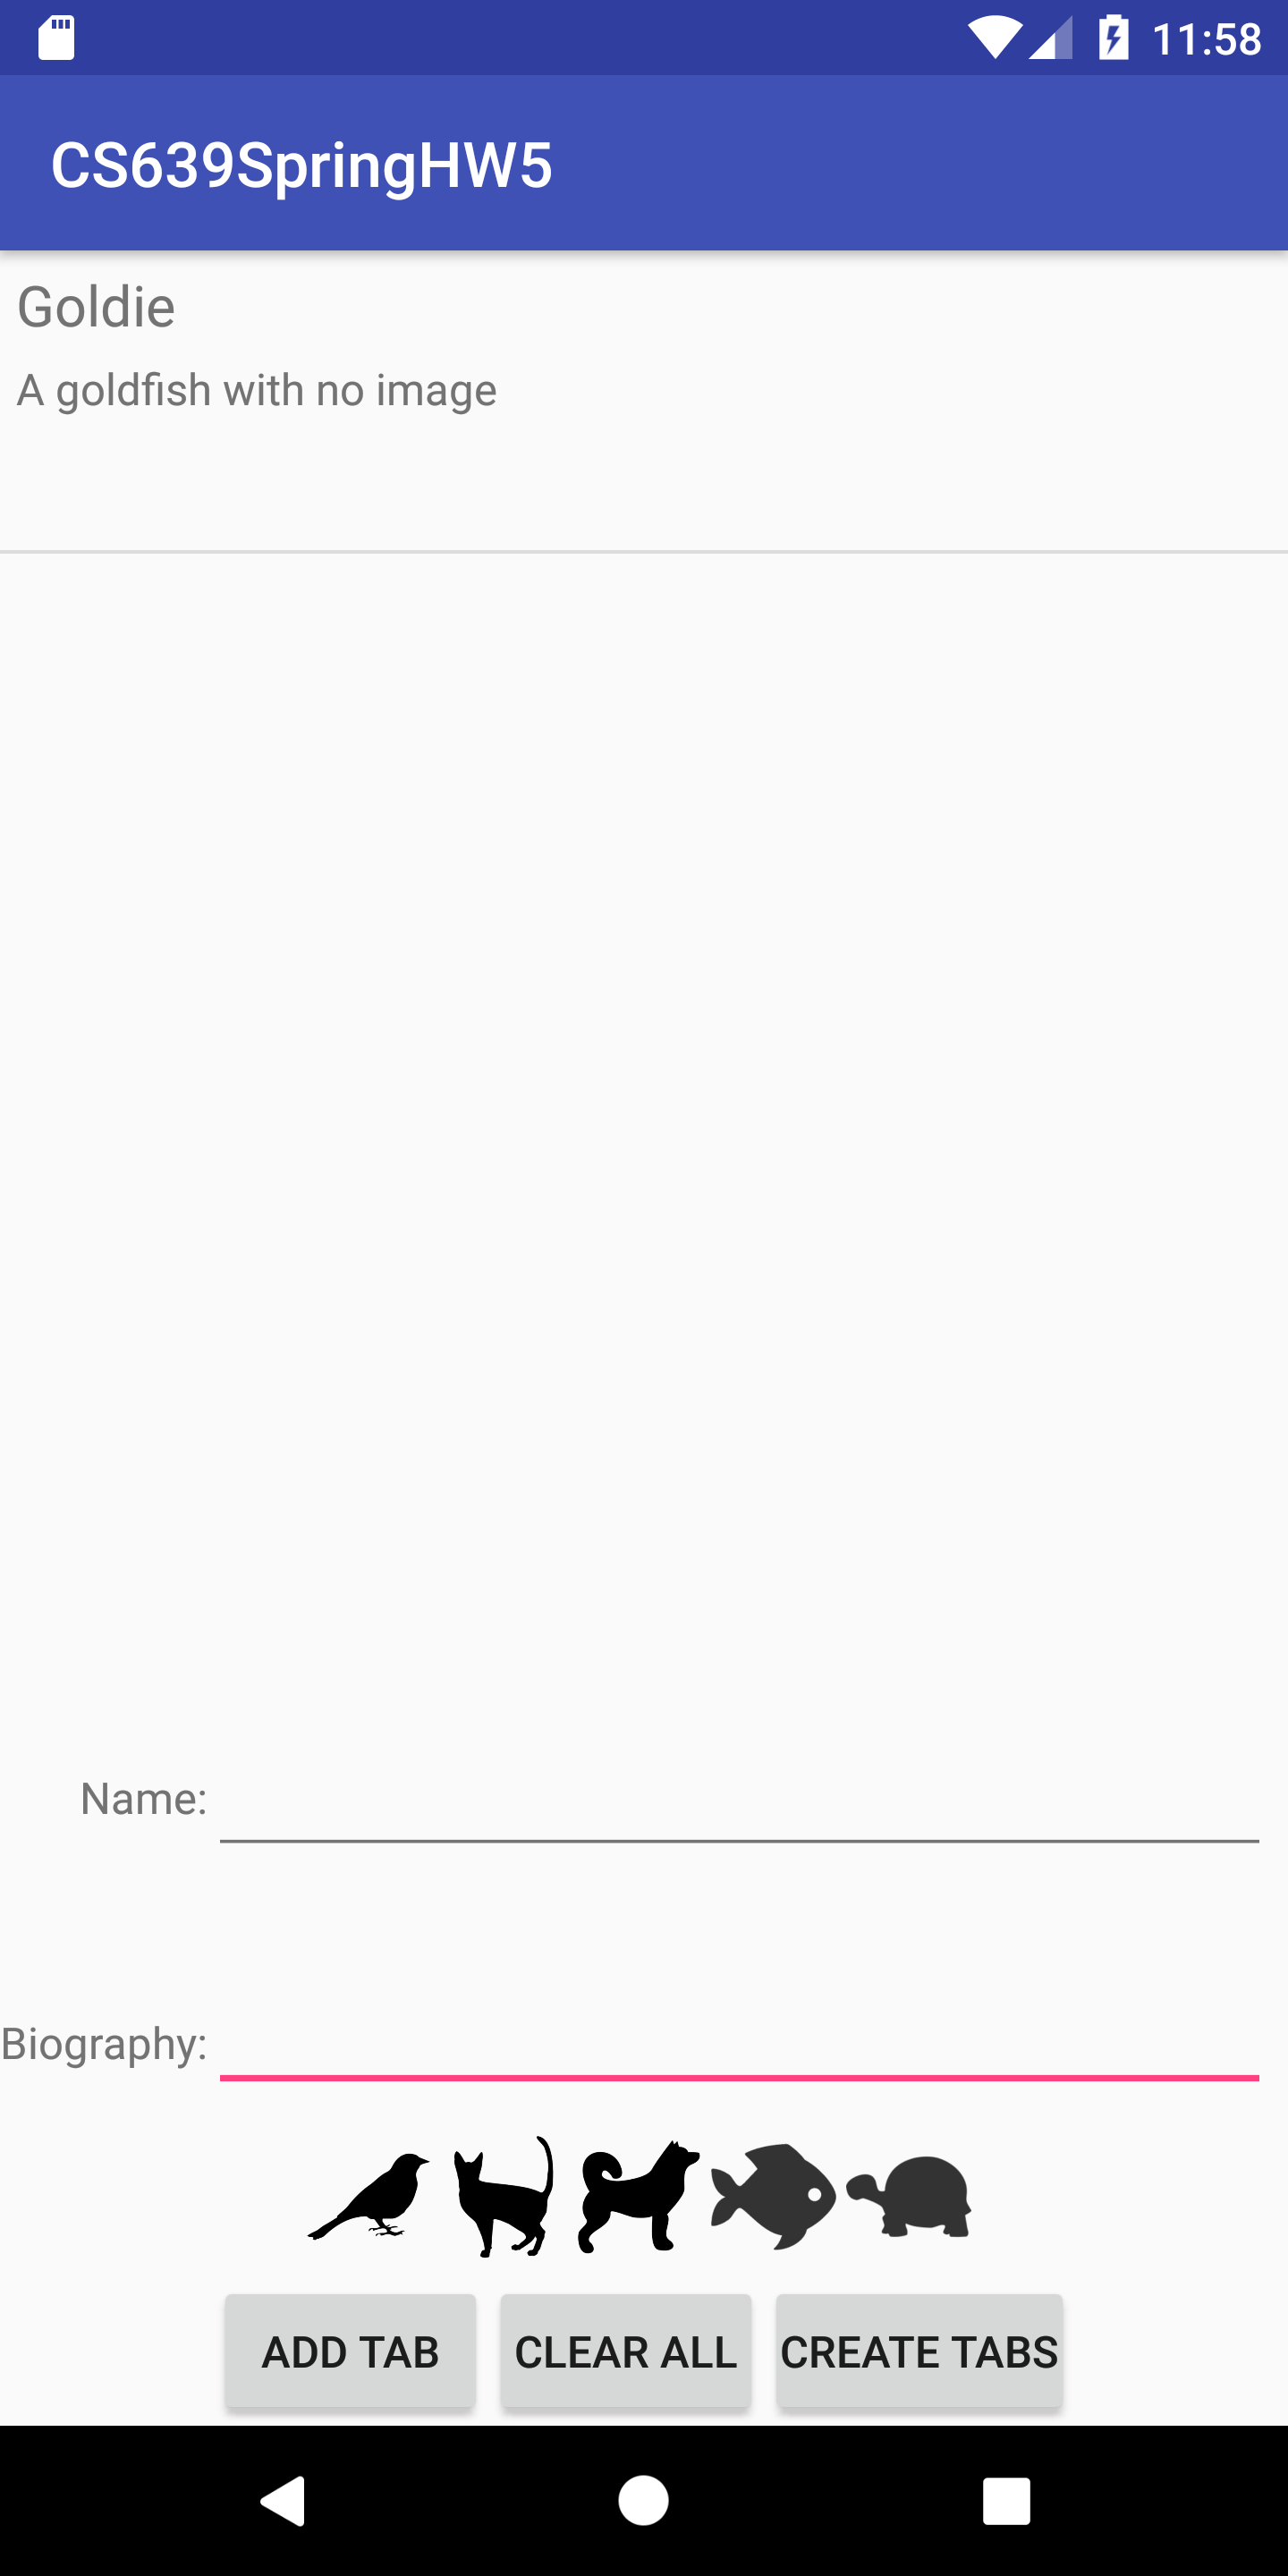 11:58
CS639SpringHW5
Goldie
A goldfish with no image
Name:
Biography:
ADD TAB CLEAR ALL CREATE TABS